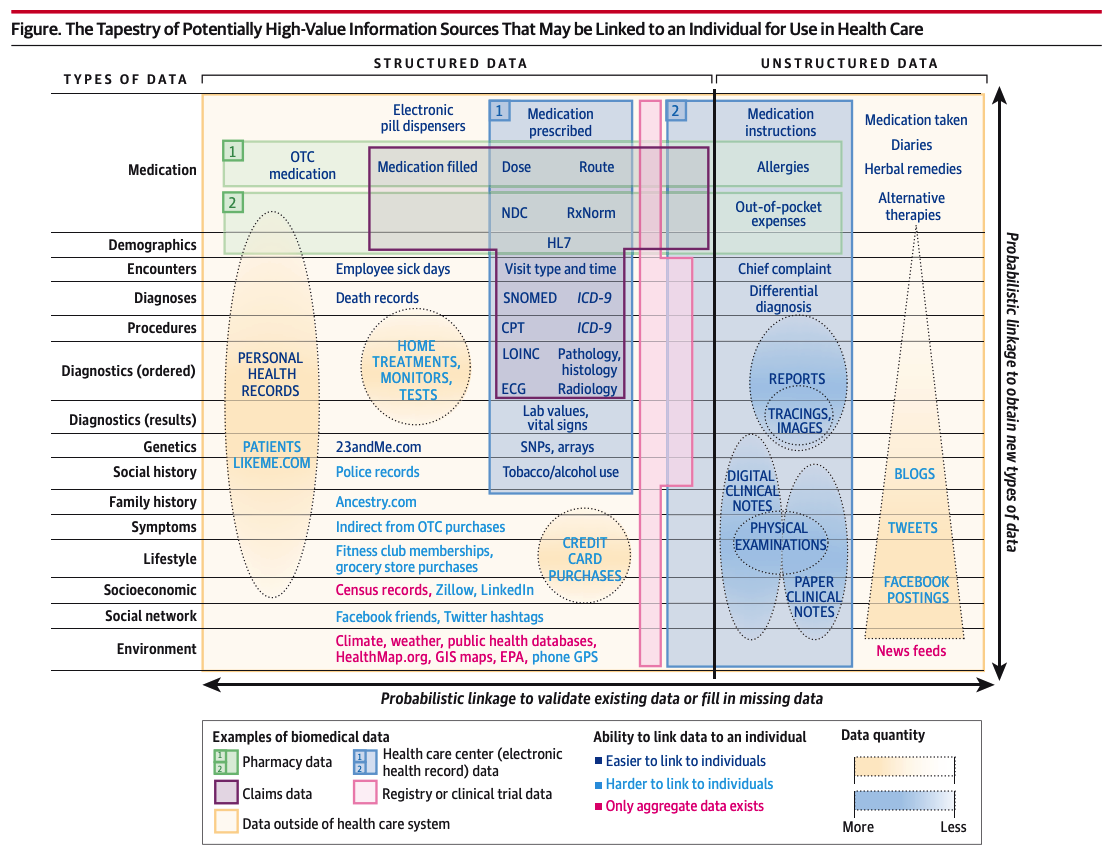 Figure. The Tapestry of Potentially High-Value Information Sources That May be Linked to an Individual for Use in Health Care
TYPES OF DATA
STRUCTURED DATA
UNSTRUCTURED DATA
Medication
Electronic
pill dispensers
1
Medication
prescribed
2
Medication
instructions
Medication taken
Diaries
Herbal remedies
Alternative
therapies
1
OTC
medication
Medication filled
Dose
Route
Allergies
2
NDC
RxNorm
Out-of-pocket
expenses
Demographics
HL7
Encounters
Employee sick days
Visit type and time
Chief complaint
Diagnoses
Death records
SNOMED
ICD-9
Differential
diagnosis
Procedures
CPT
ICD-9
Diagnostics (ordered)
PERSONAL
HEALTH
RECORDS
HOME
TREATMENTS,
MONITORS,
TESTS
LOINC
Pathology,
histology
ECG
Radiology
REPORTS
TRACINGS,
IMAGES
Diagnostics (results)
Lab values,
vital signs
Genetics
PATIENTS
LIKEME.COM
23andMe.com
SNPs, arrays
Social history
Police records
Tobacco/alcohol use
DIGITAL
CLINICAL
NOTES
BLOGS
Family history
Ancestry.com
Symptoms
Indirect from OTC purchases
PHYSICAL
EXAMINATIONS
TWEETS
Lifestyle
Fitness club memberships,
grocery store purchases
CREDIT
CARD
PURCHASES
Socioeconomic
Census records, Zillow, LinkedIn
PAPER
CLINICAL
NOTES
FACEBOOK
POSTINGS
Social network
Facebook friends, Twitter hashtags
Environment
Climate, weather, public health databases,
HealthMap.org, GIS maps, EPA, phone GPS
News feeds
Probabilistic linkage to obtain new types of data
Probabilistic linkage to validate existing data or fill in missing data
Examples of biomedical data
1
2
Pharmacy data
1
2
Health care center (electronic
health record) data
Claims data
Registry or clinical trial data
Data outside of health care system
Ability to link data to an individual
Easier to link to individuals
Harder to link to individuals
Only aggregate data exists
Data quantity
More
Less